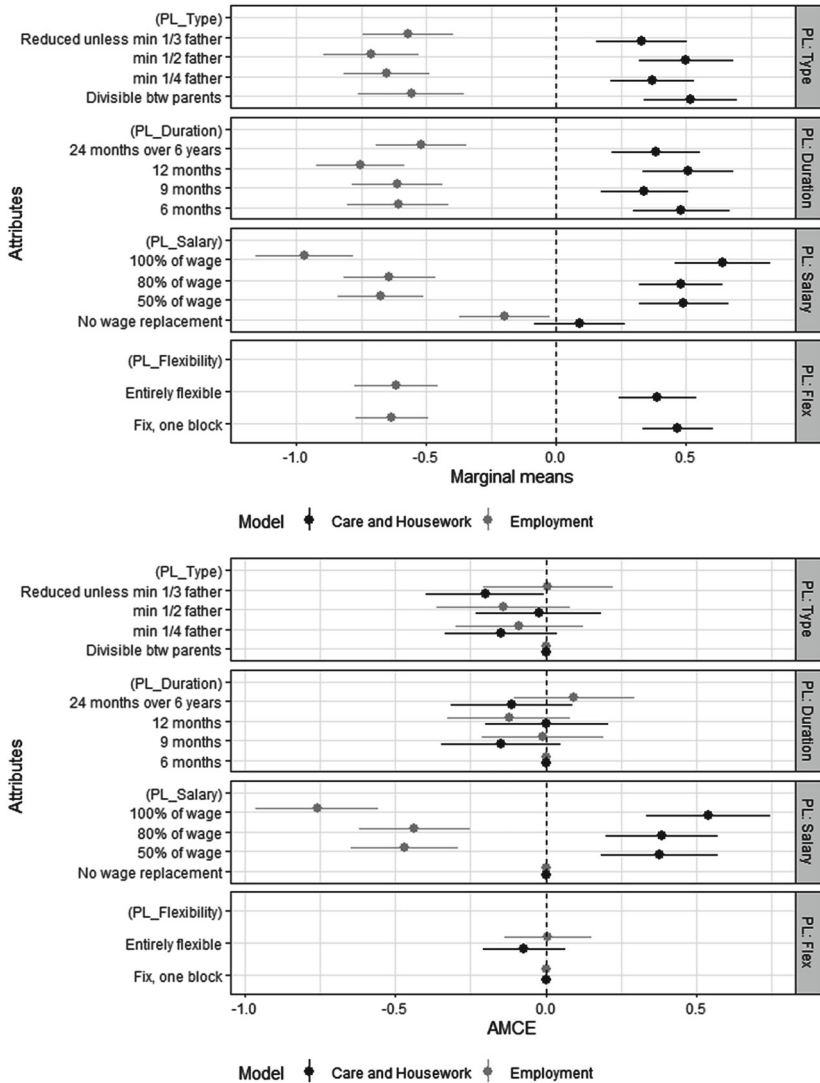 (PL_Type)
Reduced unless min 1/3 father
min 1/2 father
min 1/4 father
Divisible btw parents
PL: Type
(PL_Duration)
24 months over 6 years
12 months
9 months
6 months
PL: Duration
Attributes
(PL_Salary)
100% of wage
80% of wage
50% of wage
No wage replacement
PL: Salary
(PL_Flexibility)
Entirely flexible
Fix, one block
PL: Flex
-1.0 -0.5 0.0 0.5
Marginal means
Model Care and Housework Employment
(PL_Type)
Reduced unless min 1/3 father
min 1/2 father
min 1/4 father
Divisible btw parents
PL: Type
(PL_Duration)
24 months over 6 years
12 months
9 months
6 months
PL: Duration
Attributes
(PL_Salary)
100% of wage
80% of wage
50% of wage
No wage replacement
PL: Salary
(PL_Flexibility)
Entirely flexible
Fix, one block
PL: Flex
-1.0 -0.5 0.0 0.5
AMCE
Model Care and Housework Employment